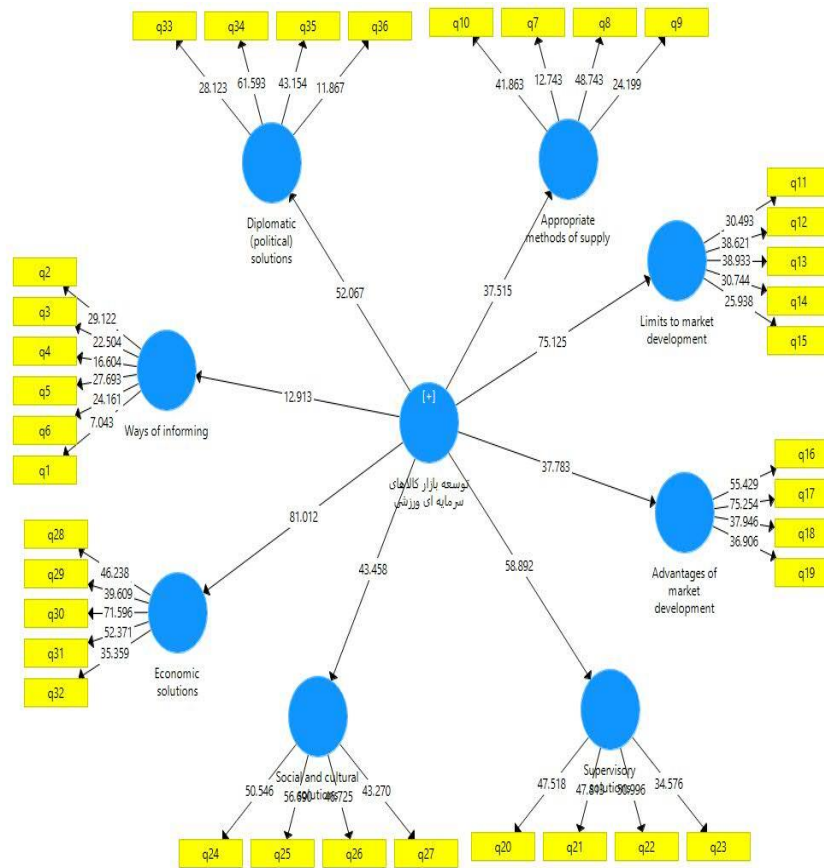 q33
q34
q35
q36
q10
q7
q8
q9
28.123
61.593
43.154
11.867
41.863
12.743
48.743
24.199
Diplomatic
(political)
solutions
Appropriate
methods of supply
q11
q12
q13
q14
q15
30.493
38.621
38.933
30.744
25.938
Limits to market
development
q2
q3
q4
q5
q6
q1
29.122
22.504
16.604
27.693
24.161
7.043
Ways of informing
52.067
37.515
75.125
12.913
[+]
توسعه بازار کالاهای
سرمایه ای ورزشی
37.783
81.012
43.458
58.892
q16
q17
q18
q19
55.429
75.254
37.946
36.906
Advantages of
market
development
q28
q29
q30
q31
q32
46.238
39.609
71.596
52.371
35.359
Economic
solutions
Social and cultural
solutions
50.546
56.690
43.270
q24
q25
q26
q27
Supervisory
solutions
47.518
34.576
q20
q21
q22
q23